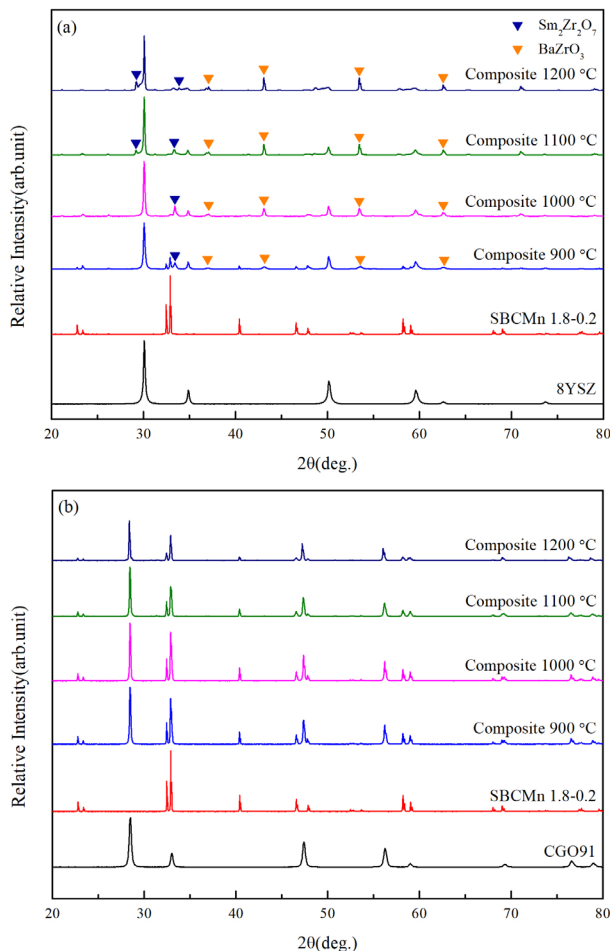 (a)
Sm2Zr2O7
BaZrO3
Composite 1200 °C
Composite 1100 °C
Composite 1000 °C
Composite 900 °C
SBCMn 1.8-0.2
8YSZ
Relative Intensity(arb.unit)
20 30 40 50 60 70 80
2θ(deg.)
(b)
Composite 1200 °C
Composite 1100 °C
Composite 1000 °C
Composite 900 °C
SBCMn 1.8-0.2
CGO91
Relative Intensity(arb.unit)
20 30 40 50 60 70 80
2θ(deg.)